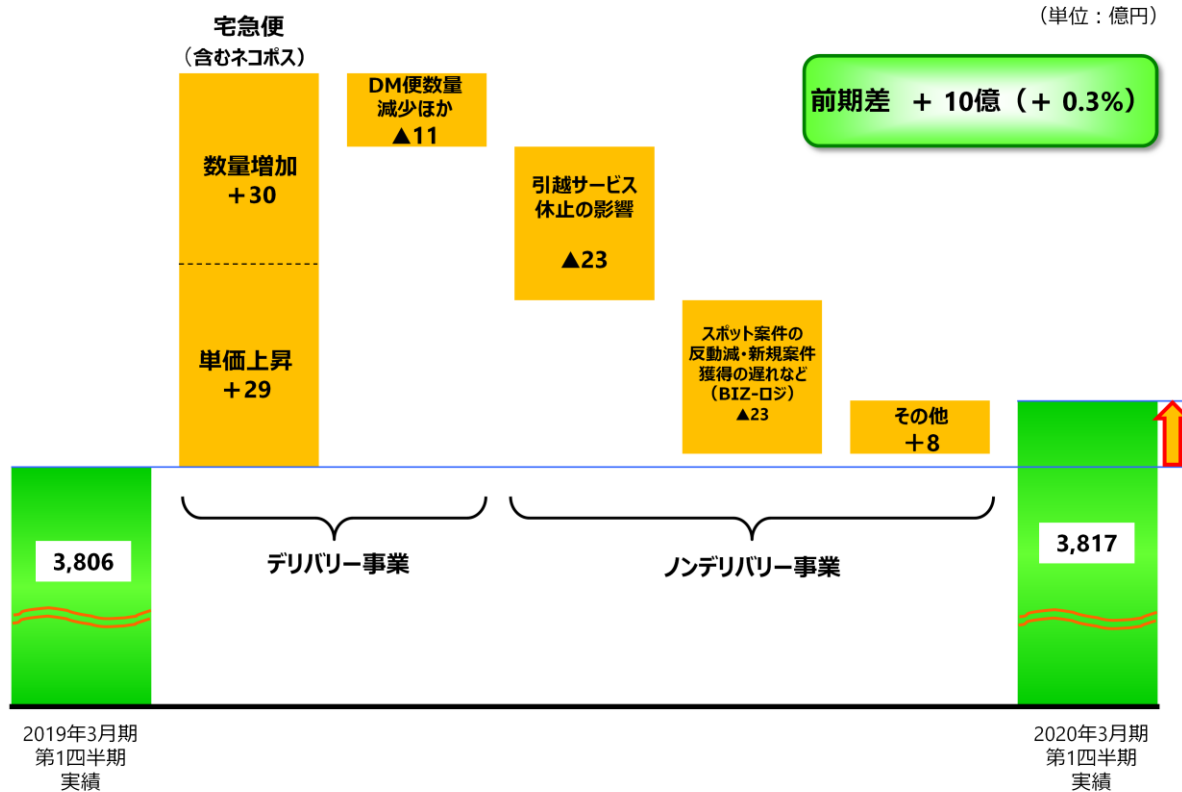 (単位：億円)
宅急便
(含むネコポス)
前期差 + 10億(+ 0.3%)
数量増加
+30
単価上昇
+29
DM便数量
減少ほか
▲11
引越サービス
休止の影響
▲23
スポット案件の
反動減・新規案件
獲得の遅れなど
(BIZ-ロジ)
▲23
その他
+8
3,806
デリバリー事業
ノンデリバリー事業
3,817
2019年3月期
第1四半期
実績
2020年3月期
第1四半期
実績